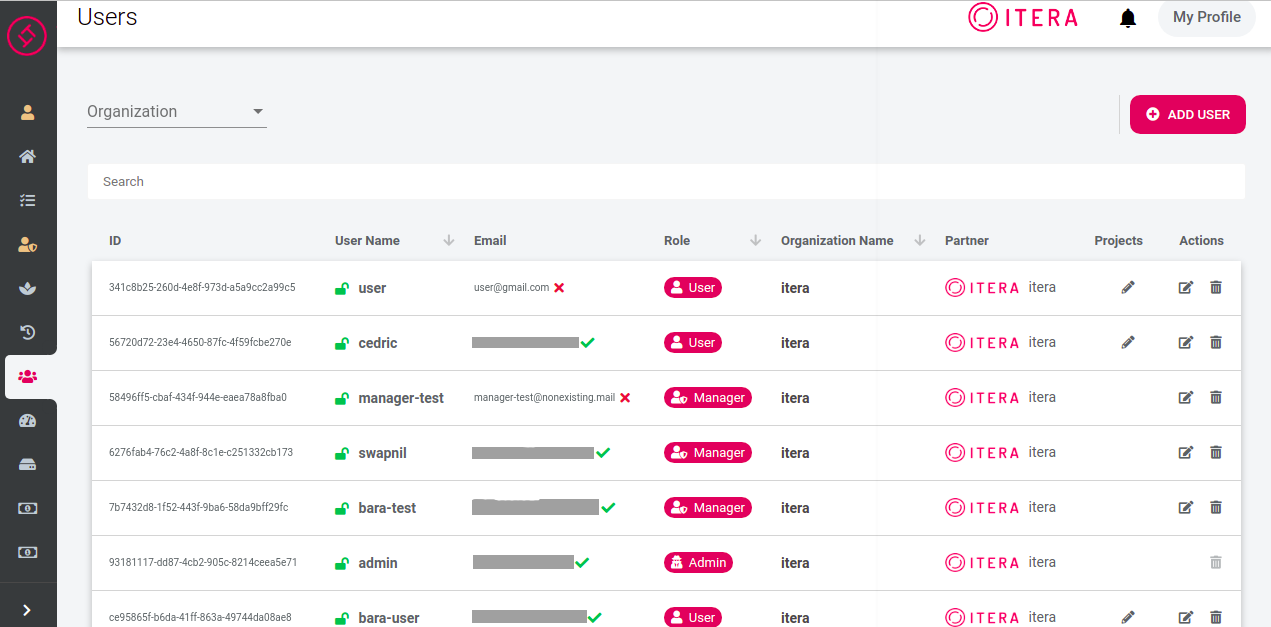 Users
ITERA
My Profile
Organization
ADD USER
Search
ID User Name Email Role Organization Name Partner Projects Actions
341c8b25-260d-4e8f-973d-a5a9cc2a99c5 user user@gmail.com User itera ITERA itera
56720d72-23e4-4650-87fc-4f59fcbe270e cedric User itera ITERA itera
58496ff5-cbaf-434f-944e-eaea78a8fba0 manager-test manager-test@nonexisting.mail Manager itera ITERA itera
6276fab4-76c2-4a8f-8c1e-c251332cb173 swapnil Manager itera ITERA itera
7b7432d8-1f52-443f-9ba6-58da9bff29fc bara-test Manager itera ITERA itera
93181117-dd87-4cb2-905c-8214ceea5e71 admin Admin itera ITERA itera
ce95865f-b6da-41ff-863a-49744da08ae8 bara-user User itera ITERA itera